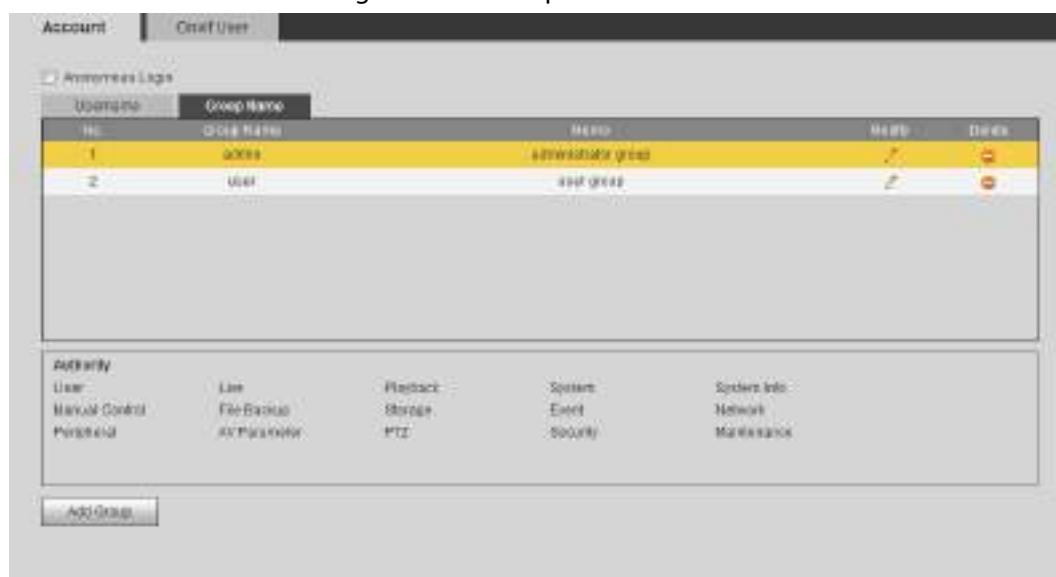 Account Onvif User
Anonymous Login
Username Group Name
No. Group Name Memo Modify Delete
1 admin administrator group
2 user user group
Authority
User Live Playback System System Info
Manual Control File Backup Storage Event Network
Peripheral AV Parameter PTZ Security Maintenance
Add Group